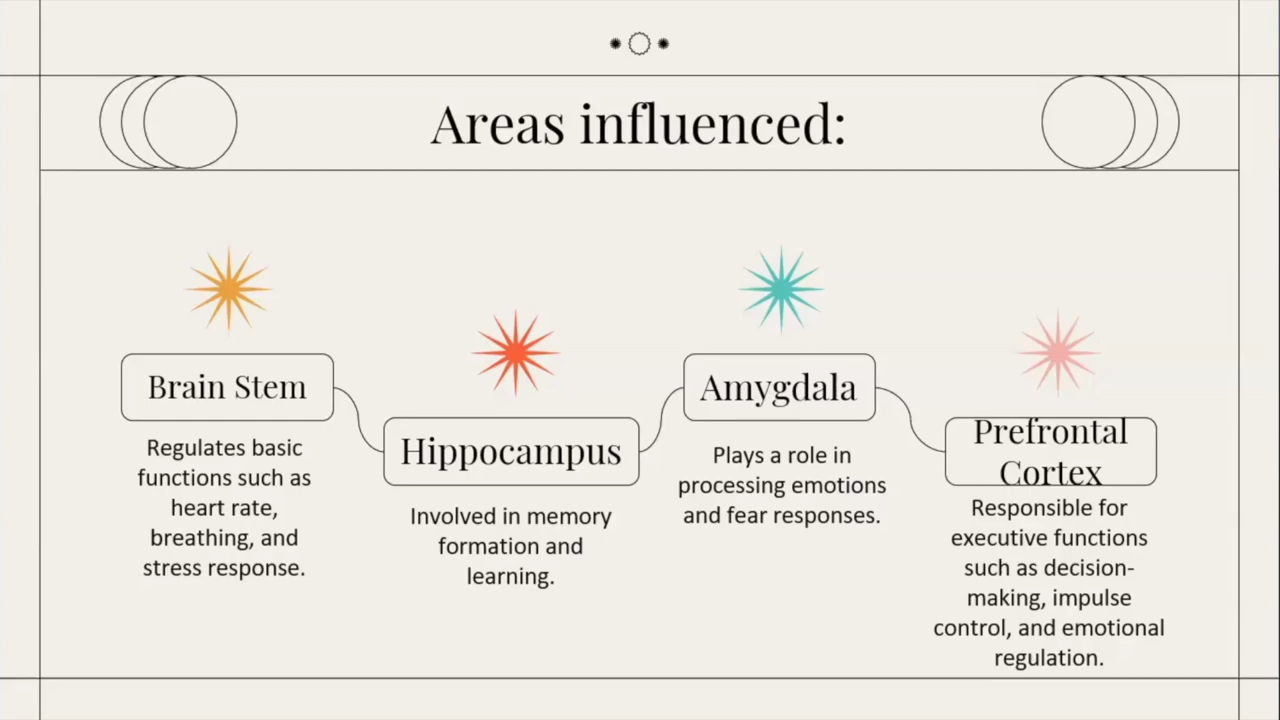 Areas influenced:
Brain Stem
Regulates basic
functions such as
heart rate,
breathing, and
stress response.
Hippocampus
Involved in memory
formation and
learning.
Amygdala
Plays a role in
processing emotions
and fear responses.
Prefrontal
Cortex
Responsible for
executive functions
such as decision-
making, impulse
control, and emotional
regulation.